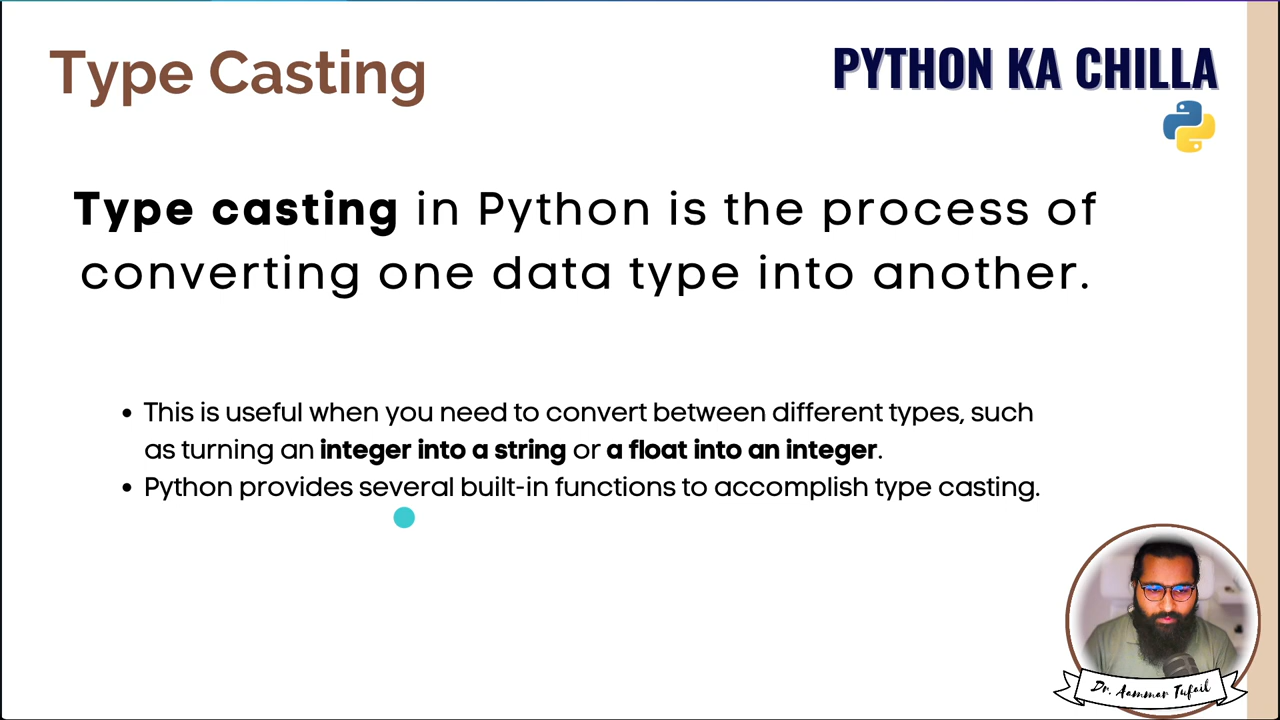 Type Casting
PYTHON KA CHILLA
Type casting in Python is the process of
converting one data type into another.
• This is useful when you need to convert between different types, such
as turning an integer into a string or a float into an integer.
• Python provides several built-in functions to accomplish type casting.
Dr. Aammar Tufail